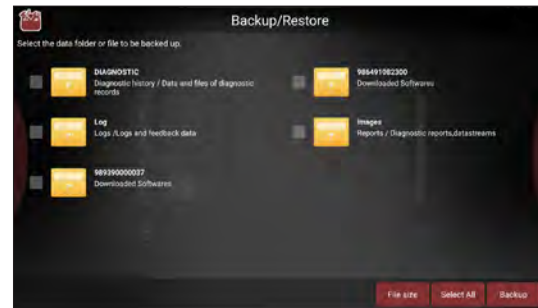 Backup/Restore
Select the data folder or file to be backed up.
DIAGNOSTIC
Diagnostic history / Data and files of diagnostic
records
986491082300
Downloaded Softwares
Log
Logs /Logs and feedback data
Images
Reports / Diagnostic reports,datastreams
989390000037
Downloaded Softwares
File size
Select All
Backup